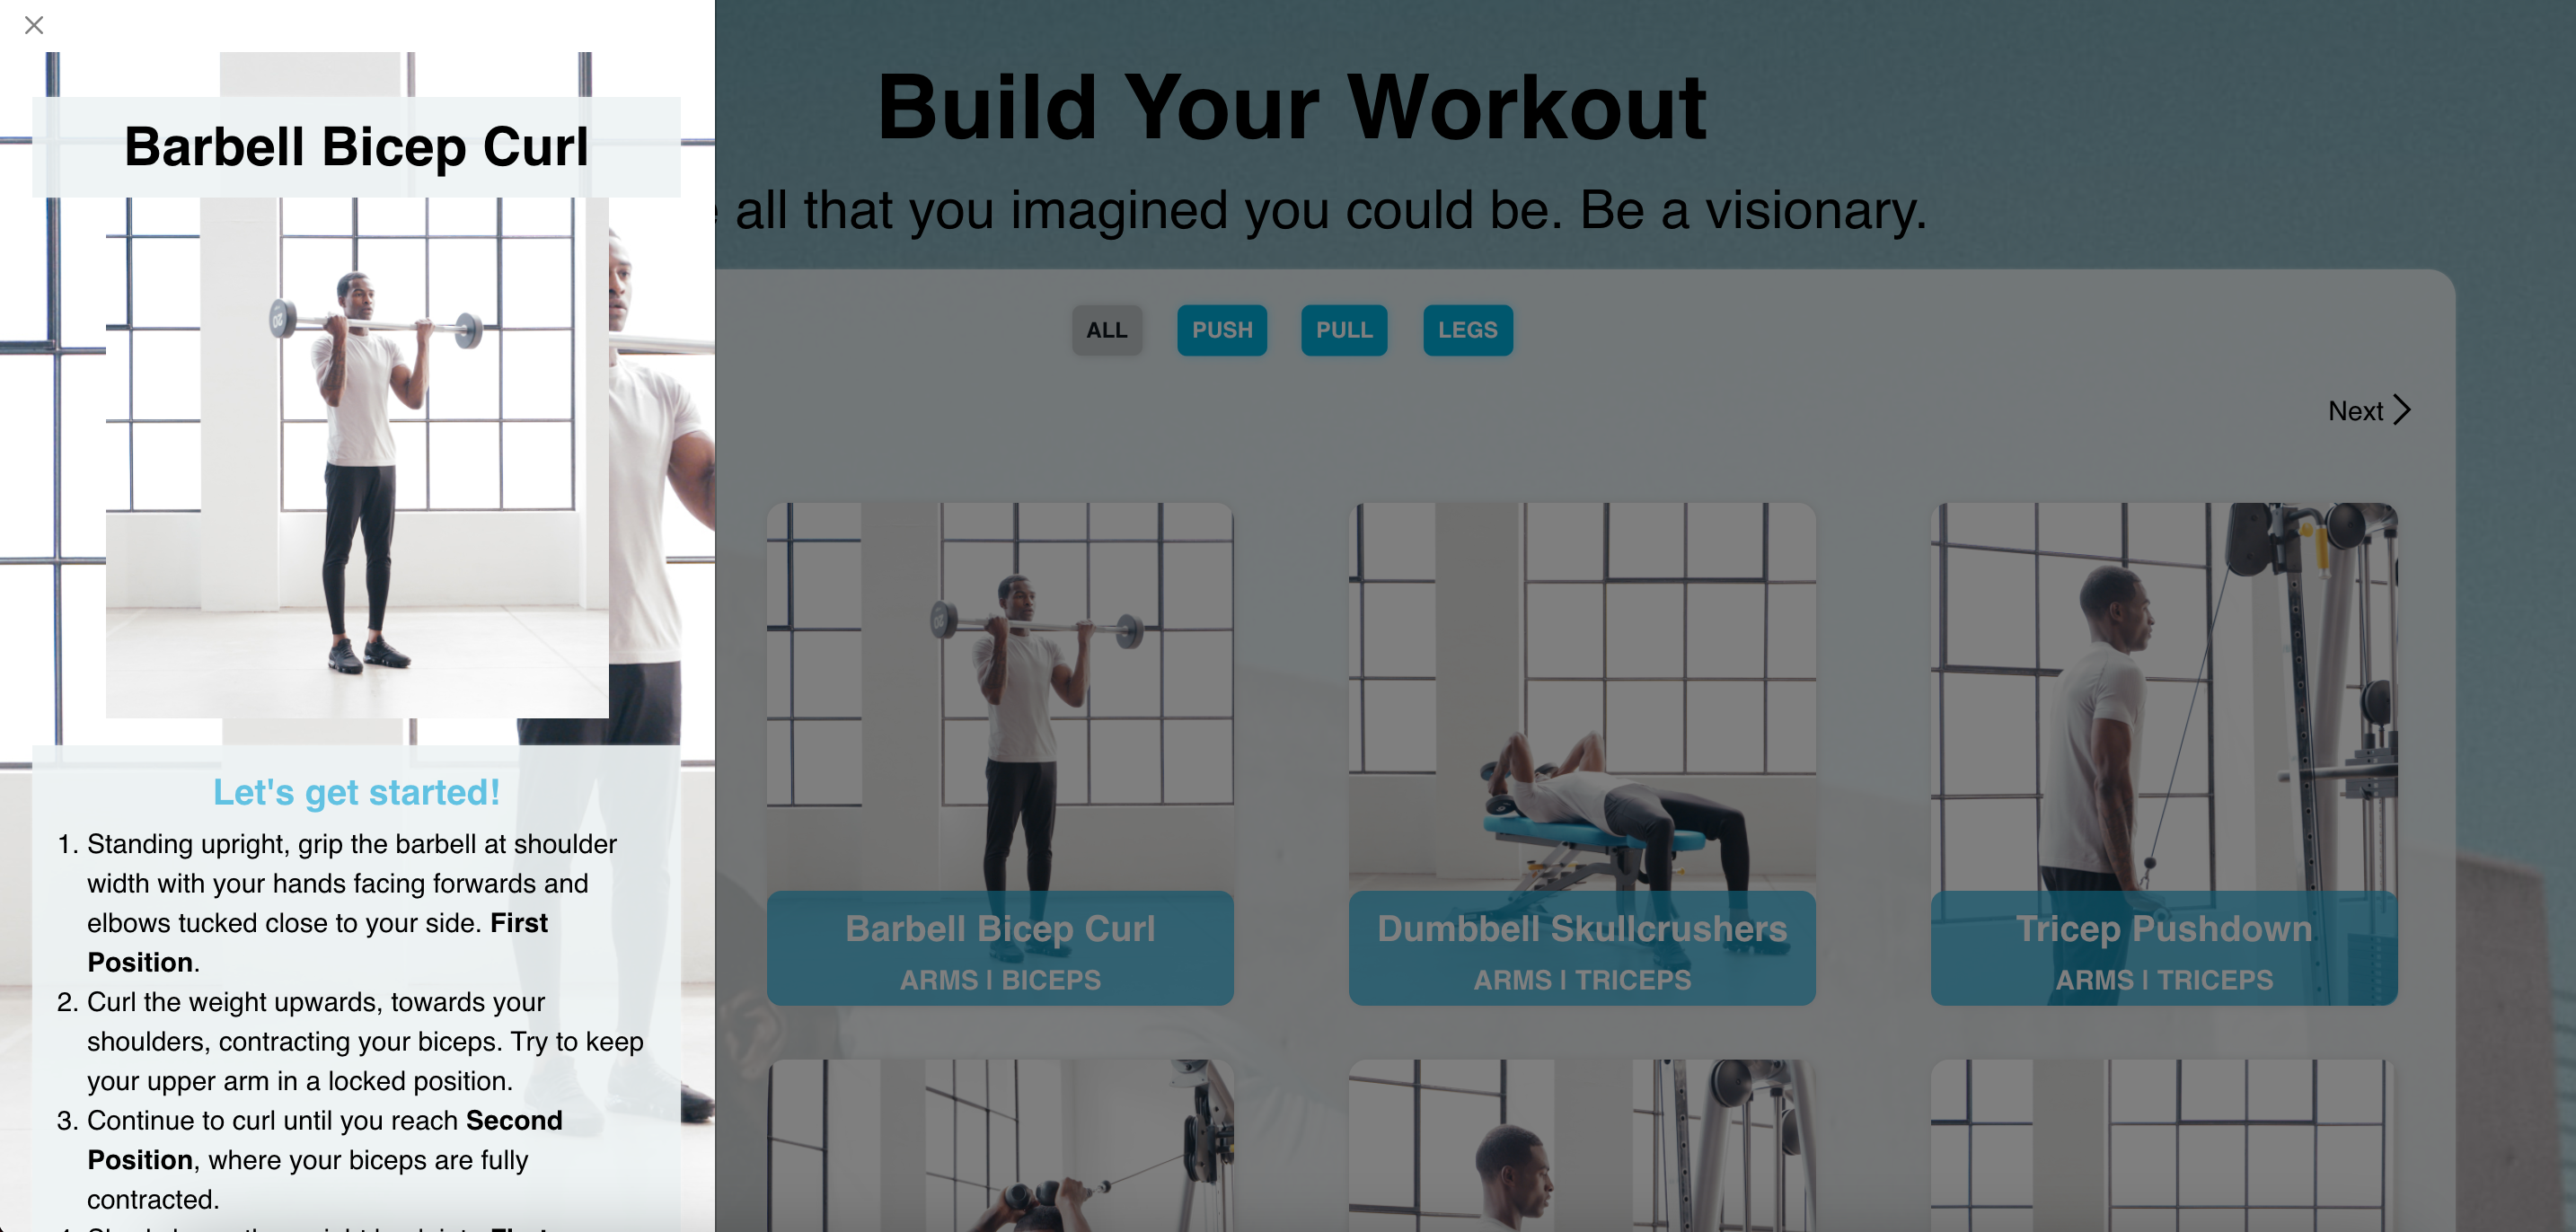 Barbell Bicep Curl
Let's get started!
1. Standing upright, grip the barbell at shoulder
width with your hands facing forwards and
elbows tucked close to your side. First
Position.
2. Curl the weight upwards, towards your
shoulders, contracting your biceps. Try to keep
your upper arm in a locked position.
3. Continue to curl until you reach Second
Position, where your biceps are fully
contracted.
Build Your Workout
all that you imagined you could be. Be a visionary.
ALL
PUSH
PULL
LEGS
Next
Barbell Bicep Curl
ARMS | BICEPS
Dumbbell Skullcrushers
ARMS | TRICEPS
Tricep Pushdown
ARMS | TRICEPS